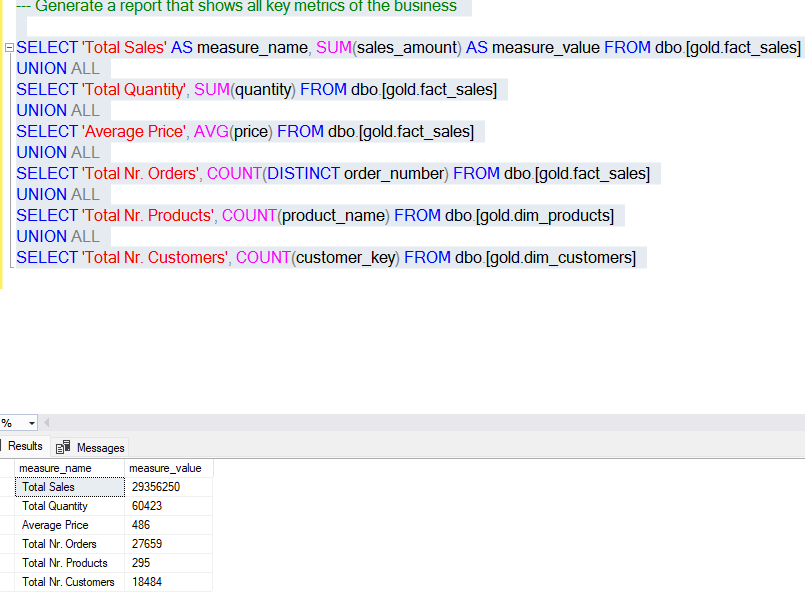 --- Generate a report that shows all key metrics of the business
SELECT 'Total Sales' AS measure_name, SUM(sales_amount) AS measure_value FROM dbo.[gold.fact_sales]
UNION ALL
SELECT 'Total Quantity', SUM(quantity) FROM dbo.[gold.fact_sales]
UNION ALL
SELECT 'Average Price', AVG(price) FROM dbo.[gold.fact_sales]
UNION ALL
SELECT 'Total Nr. Orders', COUNT(DISTINCT order_number) FROM dbo.[gold.fact_sales]
UNION ALL
SELECT 'Total Nr. Products', COUNT(product_name) FROM dbo.[gold.dim_products]
UNION ALL
SELECT 'Total Nr. Customers', COUNT(customer_key) FROM dbo.[gold.dim_customers]
%
Results Messages
measure_name measure_value
Total Sales 29356250
Total Quantity 60423
Average Price 486
Total Nr. Orders 27659
Total Nr. Products 295
Total Nr. Customers 18484